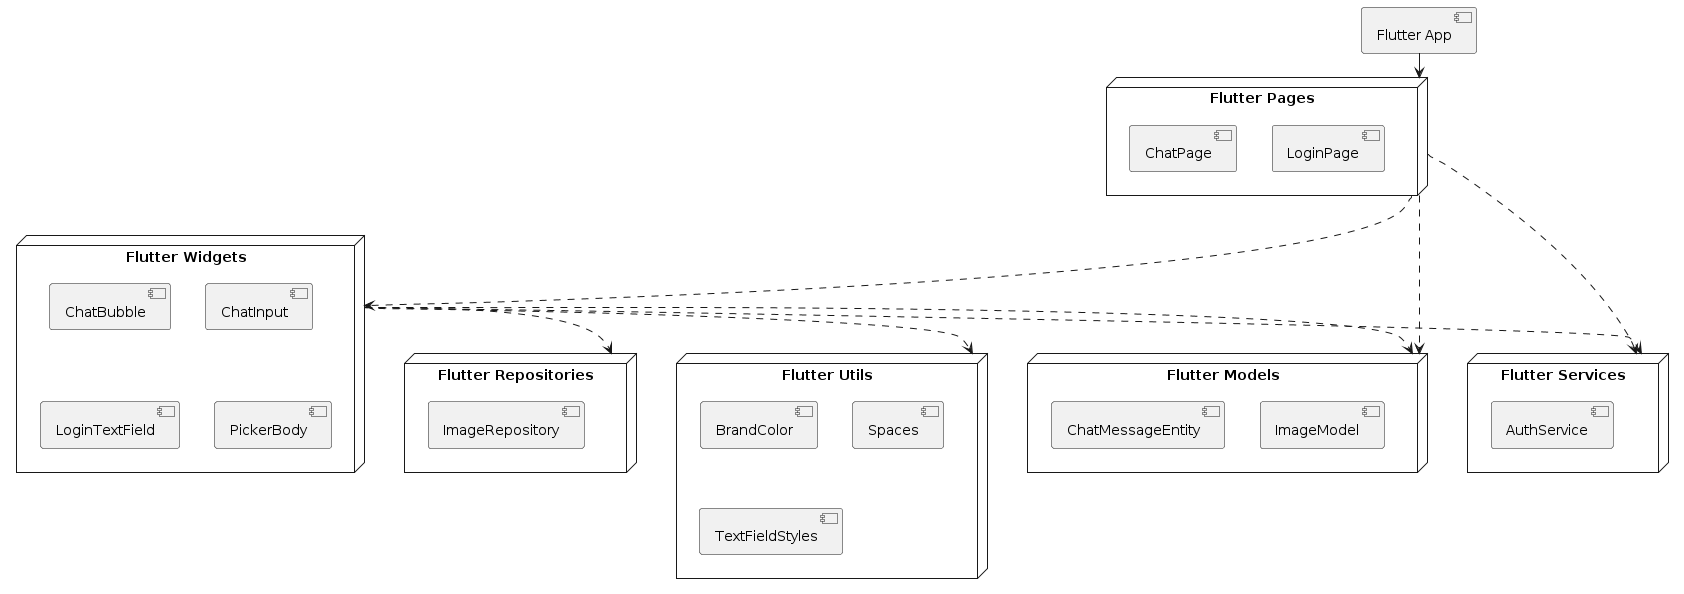 Flutter App
Flutter Pages
ChatPage
LoginPage
Flutter Widgets
ChatBubble
ChatInput
LoginTextField
PickerBody
Flutter Repositories
ImageRepository
Flutter Utils
BrandColor
Spaces
TextFieldStyles
Flutter Models
ChatMessageEntity
ImageModel
Flutter Services
AuthService